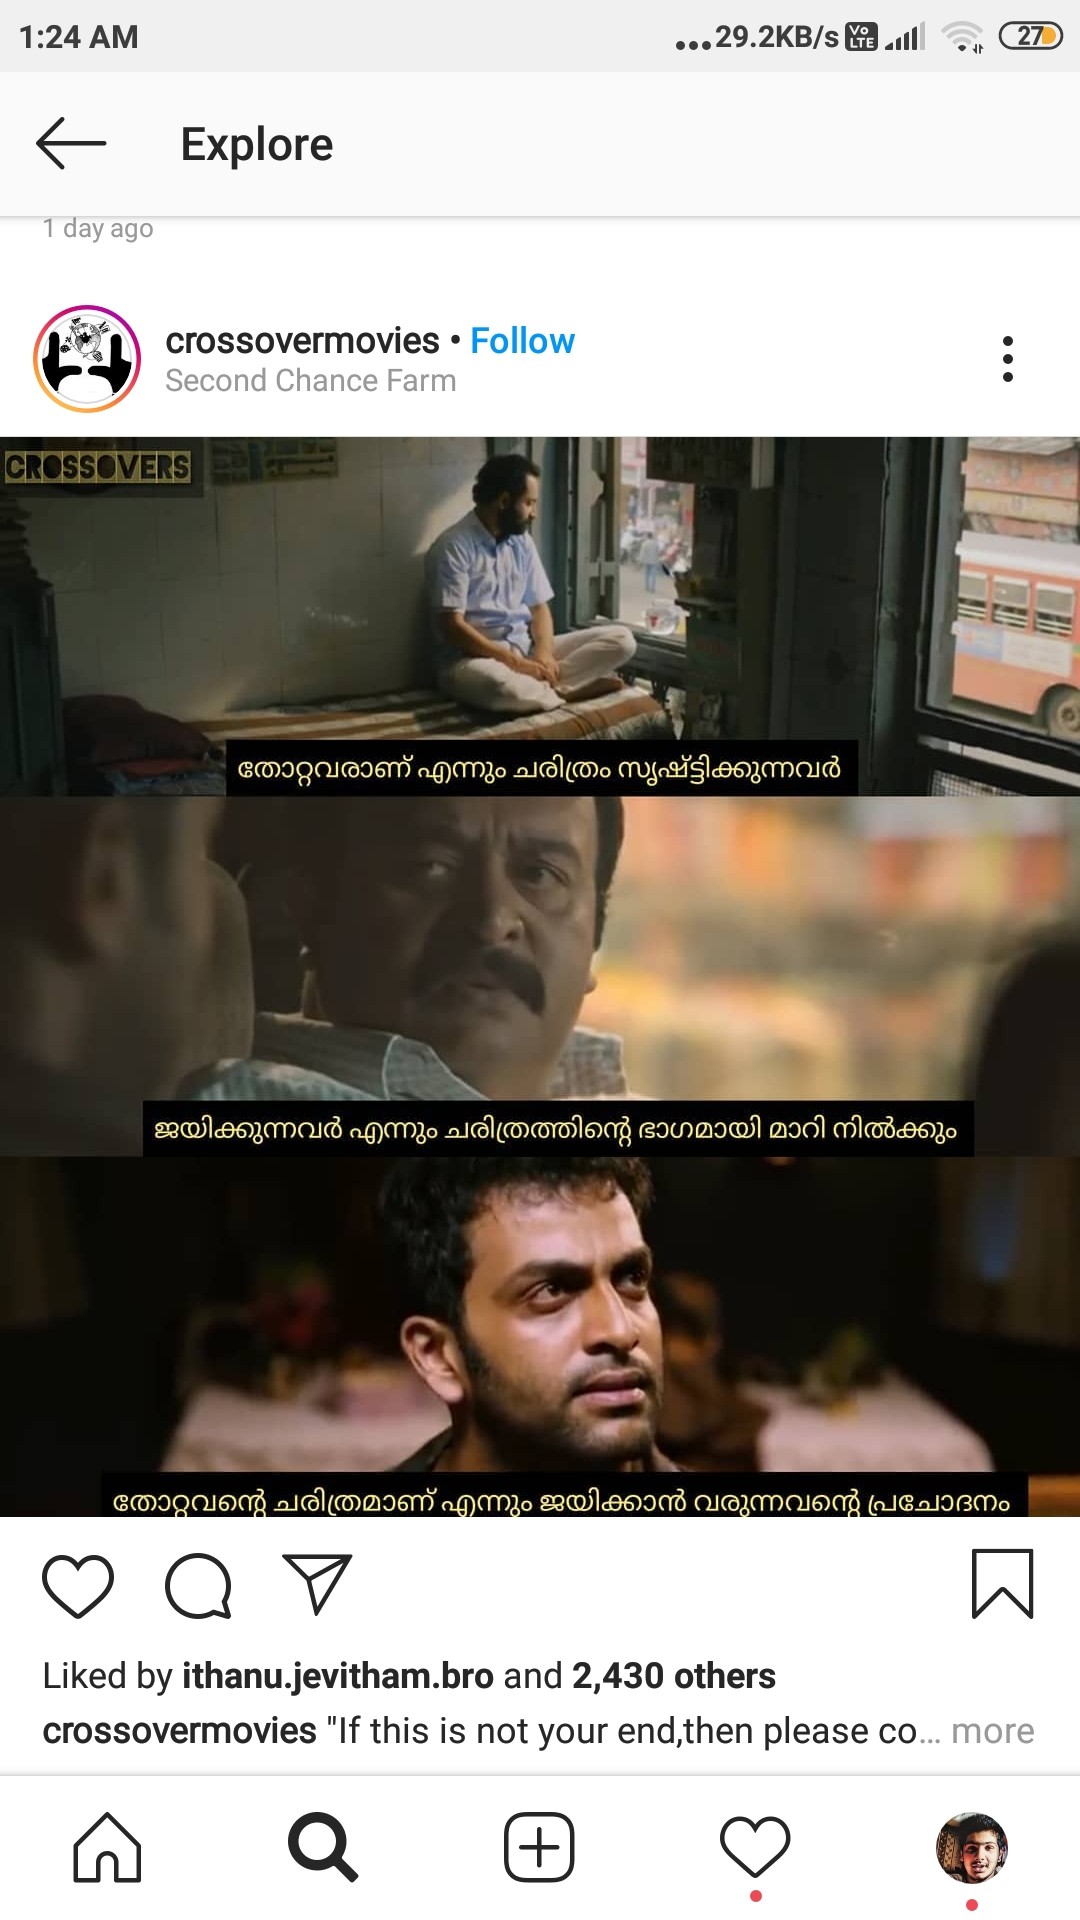 1:24 AM
...29.2KB/s Vo LTE 27
Explore
1 day ago
crossovermovies • Follow
Second Chance Farm
CROSSOVERS
തോറ്റവരാണ് എന്നും ചരിത്രം സൃഷ്ട്ടിക്കുന്നവർ
ജയിക്കുന്നവർ എന്നും ചരിത്രത്തിന്റെ ഭാഗമായി മാറി നിൽക്കും
തോറ്റവന്റെ ചരിത്രമാണ് എന്നും ജയിക്കാൻ വരുന്നവന്റെ പ്രചോദനം
Liked by ithanu.jevitham.bro and 2,430 others
crossovermovies "If this is not your end,then please co... more